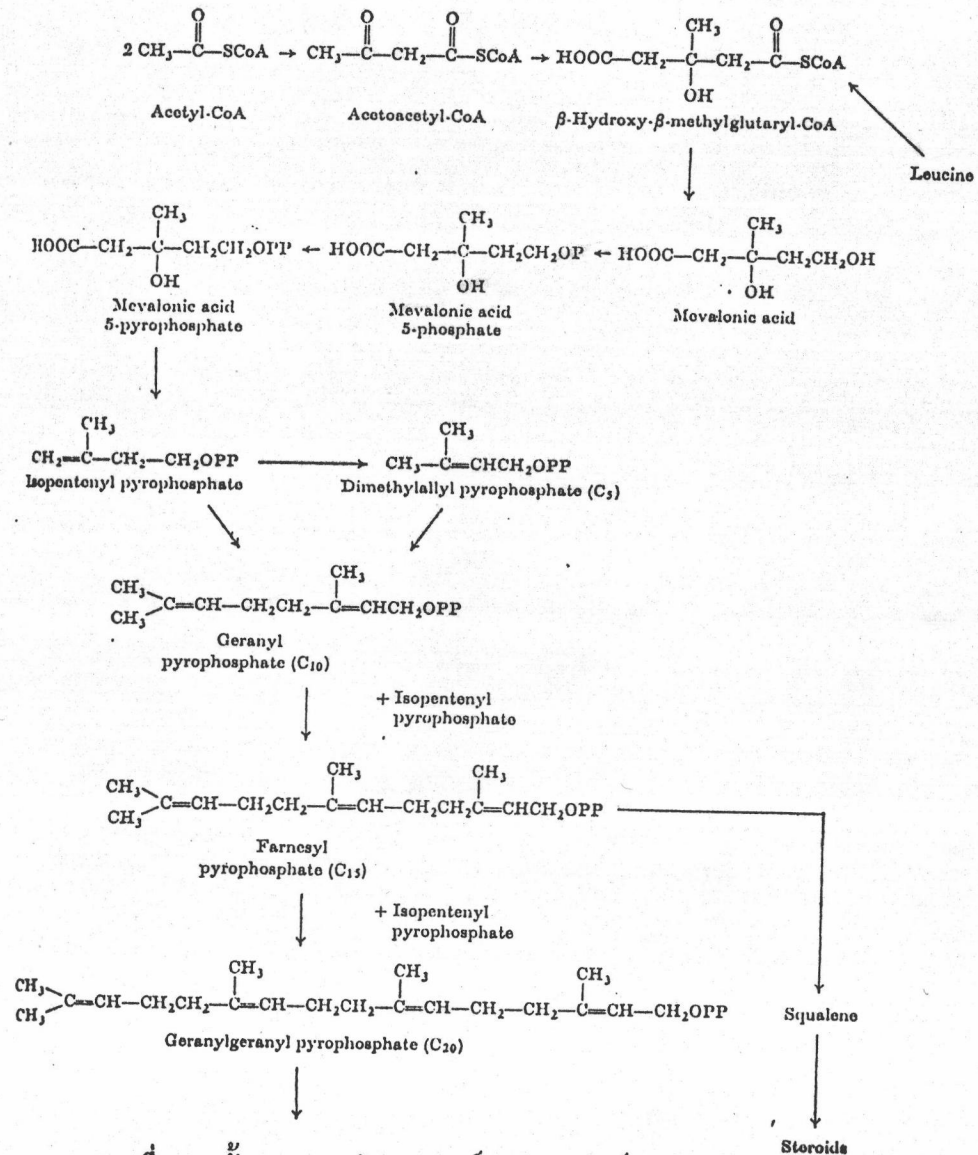 2 CH₃—C—SCoA → CH₃—C—CH₂—C—SCoA → HOOC—CH₂—C—CH₂—C—SCoA
O O O CH₃ O
OH
Acetyl-CoA Acetoacetyl-CoA β-Hydroxy-β-methylglutaryl-CoA
Leucine
CH₃ CH₃ CH₃
HOOC—CH₂—C—CH₂CH₂OPP ← HOOC—CH₂—C—CH₂CH₂OP ← HOOC—CH₂—C—CH₂CH₂OH
OH OH OH
Mevalonic acid
5-pyrophosphate
Mevalonic acid
5-phosphate
Mevalonic acid
CH₃ CH₃
CH₂=C—CH₂—CH₂OPP CH₃—C=CHCH₂OPP
Isopentenyl pyrophosphate Dimethylallyl pyrophosphate (C₅)
CH₃ CH₃
C=CH—CH₂CH₂—C=CHCH₂OPP
CH₃
Geranyl
pyrophosphate (C₁₀)
+ Isopentenyl
pyrophosphate
CH₃ CH₃ CH₃
C=CH—CH₂CH₂—C=CH—CH₂CH₂C=CHCH₂OPP
CH₃
Farnesyl
pyrophosphate (C₁₅)
+ Isopentenyl
pyrophosphate
CH₃ CH₃ CH₃ CH₃
C=CH—CH₂CH₂—C=CH—CH₂CH₂—C=CH—CH₂—CH₂—C=CH—CH₂OPP
CH₃
Geranylgeranyl pyrophosphate (C₂₀)
Squalene
Steroids